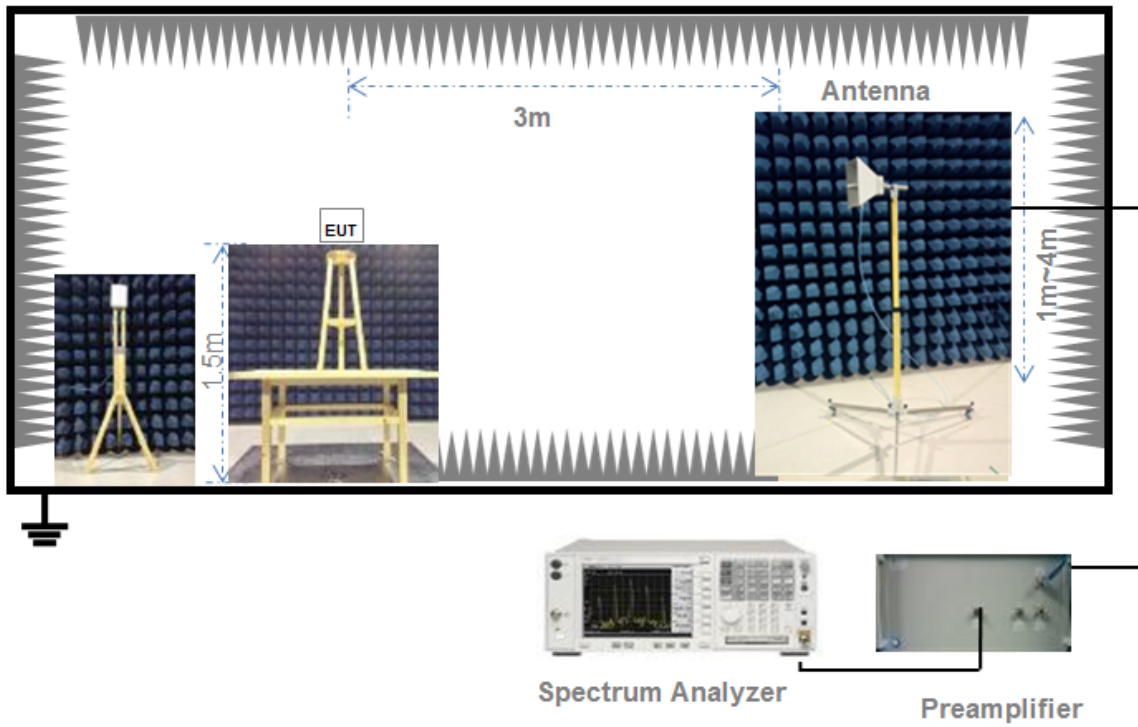 Antenna
3m
EUT
1.5m
1m~4m
Spectrum Analyzer
Preamplifier